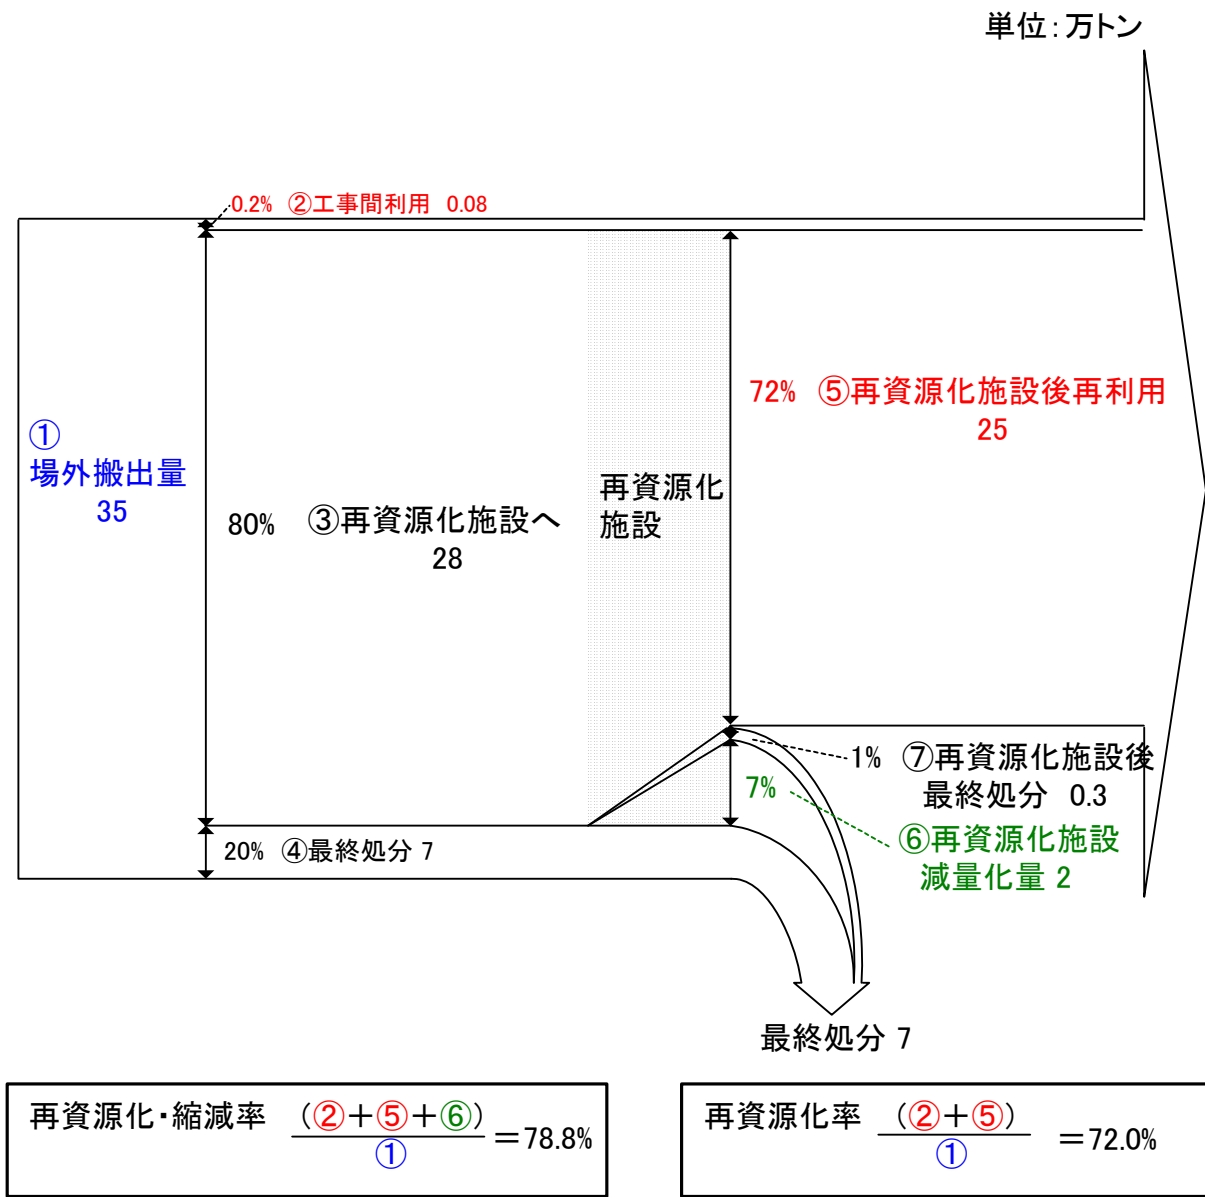 単位：万トン
0.2% ②工事間利用 0.08
①
場外搬出量
35
80% ③再資源化施設へ
28
再資源化
施設
72% ⑤再資源化施設後再利用
25
1% ⑦再資源化施設後
最終処分 0.3
7%
⑥再資源化施設
減量化量 2
20% ④最終処分 7
最終処分 7
再資源化・縮減率 (②＋⑤＋⑥)
①
＝78.8%
再資源化率 (②＋⑤)
①
＝72.0%